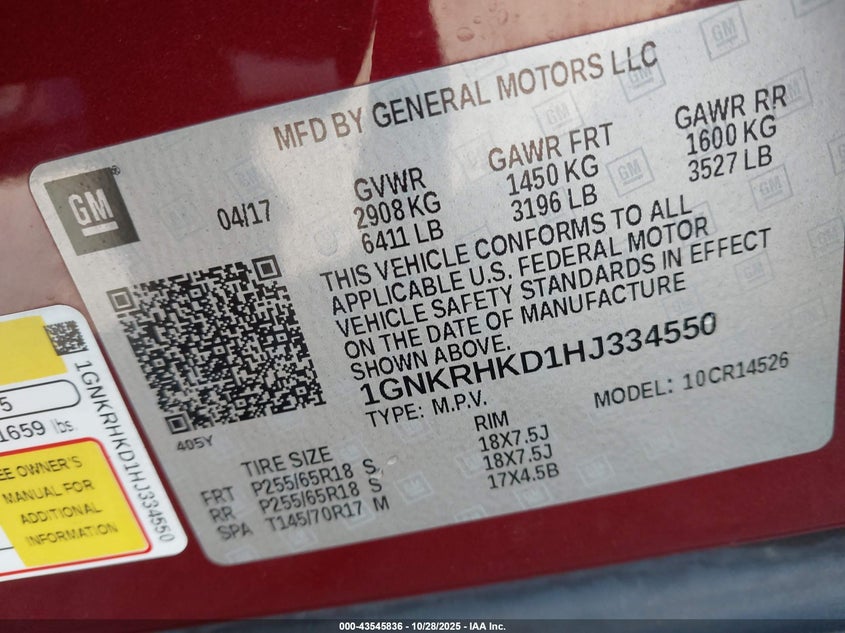 MFD BY GENERAL MOTORS LLC
GM
04/17
GVWR
2908 KG
6411 LB
GAWR FRT
1450 KG
3196 LB
GAWR RR
1600 KG
3527 LB
THIS VEHICLE CONFORMS TO ALL
APPLICABLE U.S. FEDERAL MOTOR
VEHICLE SAFETY STANDARDS IN EFFECT
ON THE DATE OF MANUFACTURE
SHOWN ABOVE.
1GNKRHKD1HJ334550
TYPE: M.P.V.
MODEL: 10CR14526
405Y
TIRE SIZE
RIM
FRT P255/65R18 S 18X7.5J
RR P255/65R18 S 18X7.5J
SPA T145/70R17 M 17X4.5B
5
1659 lbs.
EE OWNER'S
MANUAL FOR
ADDITIONAL
INFORMATION
1GNKRHKD1HJ334550
000-43545836 - 10/28/2025 - IAA Inc.